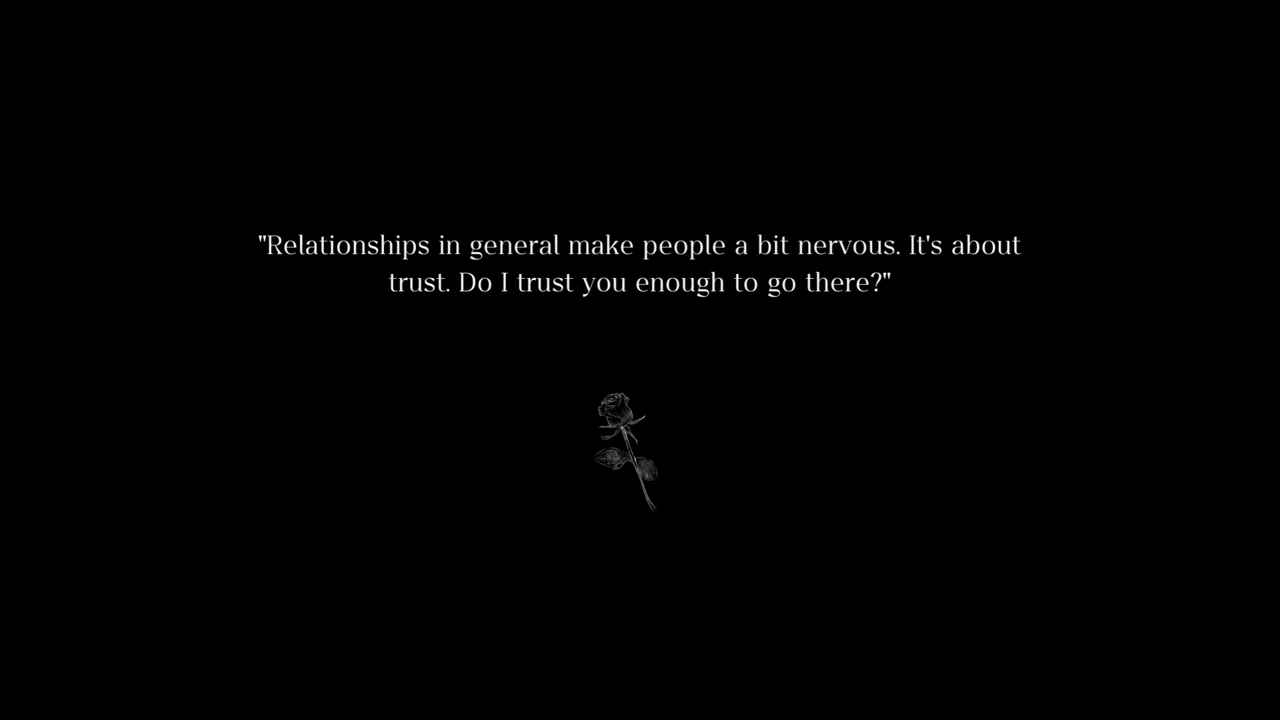 "Relationships in general make people a bit nervous. It's about
trust. Do I trust you enough to go there?"